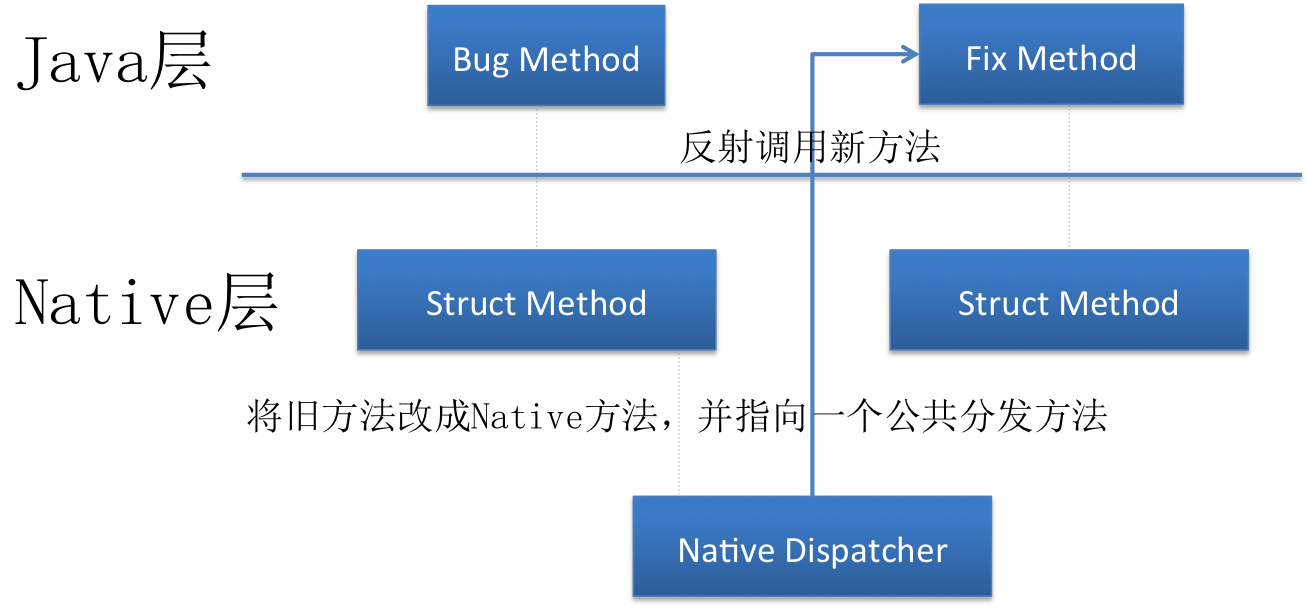 Java层
Bug Method
Fix Method
反射调用新方法
Native层
Struct Method
Struct Method
将旧方法改成Native方法，并指向一个公共分发方法
Native Dispatcher